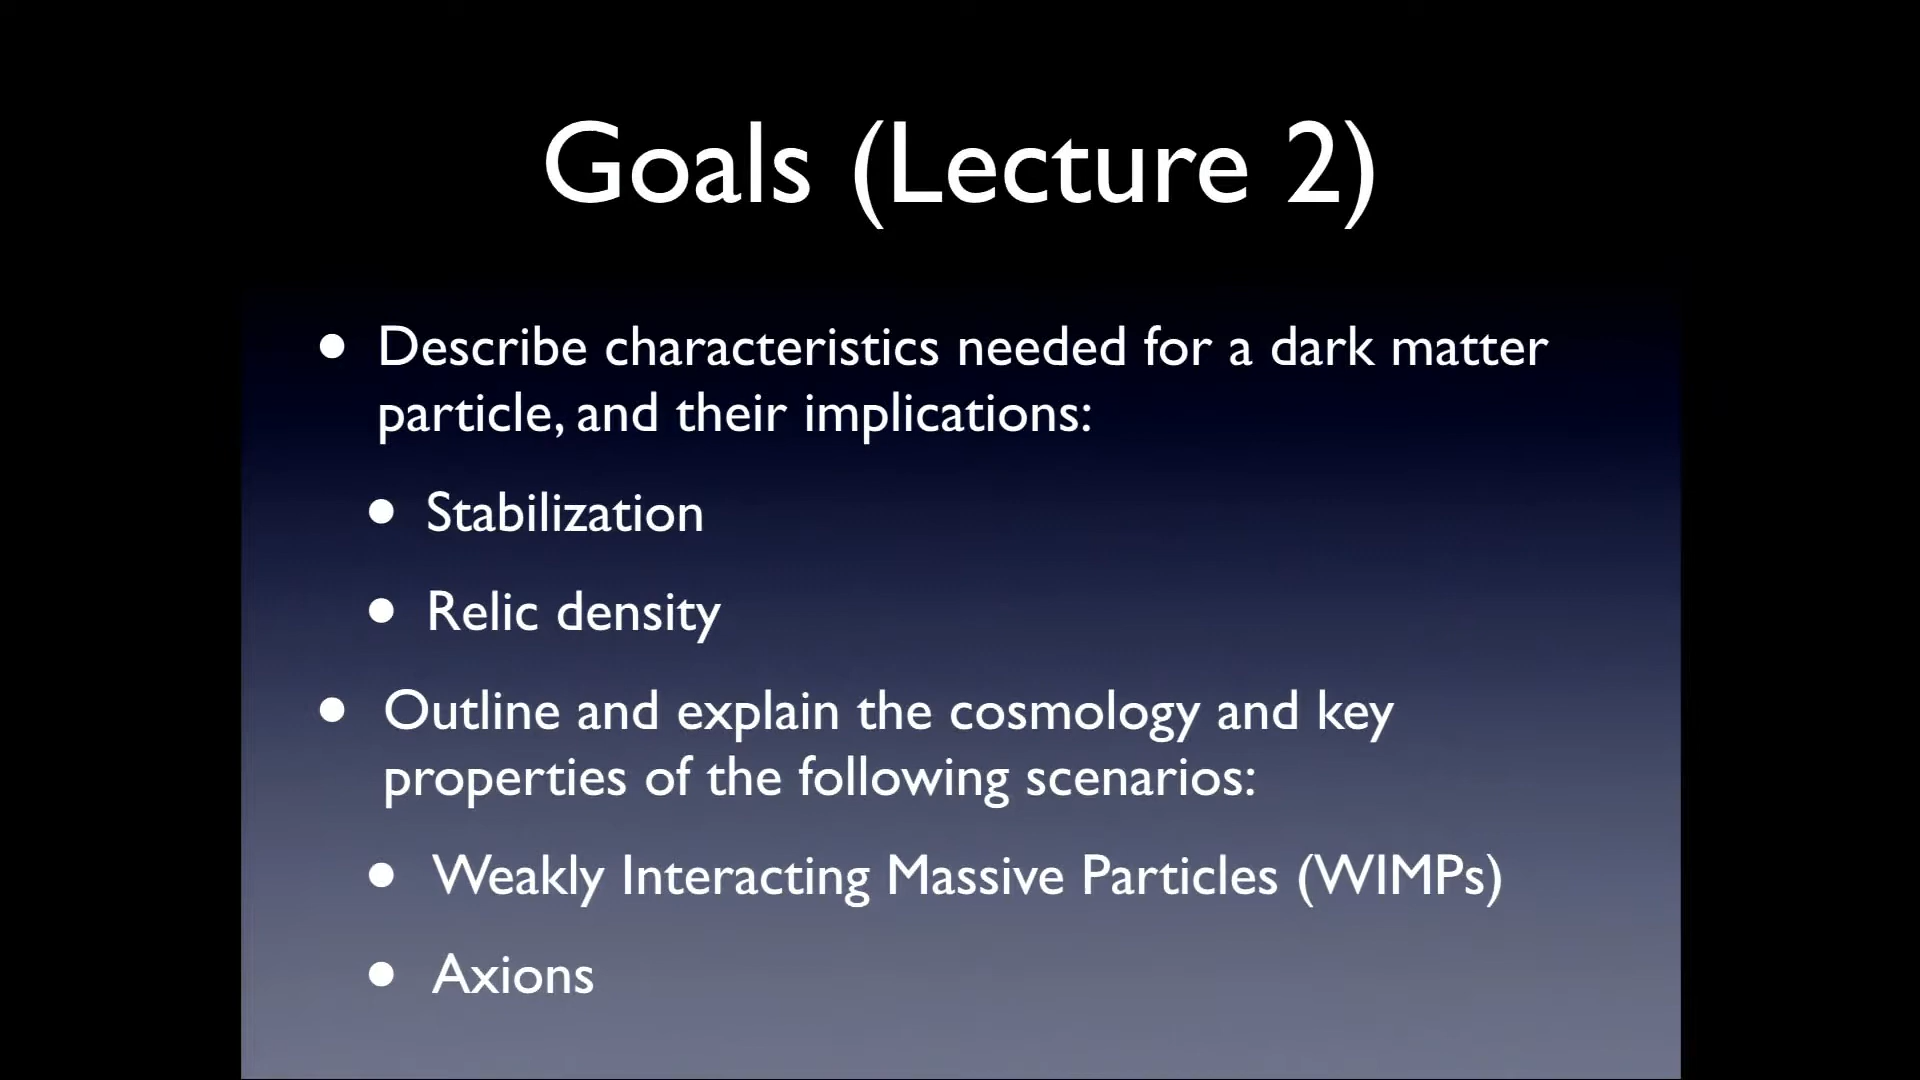 Goals (Lecture 2)
• Describe characteristics needed for a dark matter
particle, and their implications:
• Stabilization
• Relic density
• Outline and explain the cosmology and key
properties of the following scenarios:
• Weakly Interacting Massive Particles (WIMPs)
• Axions